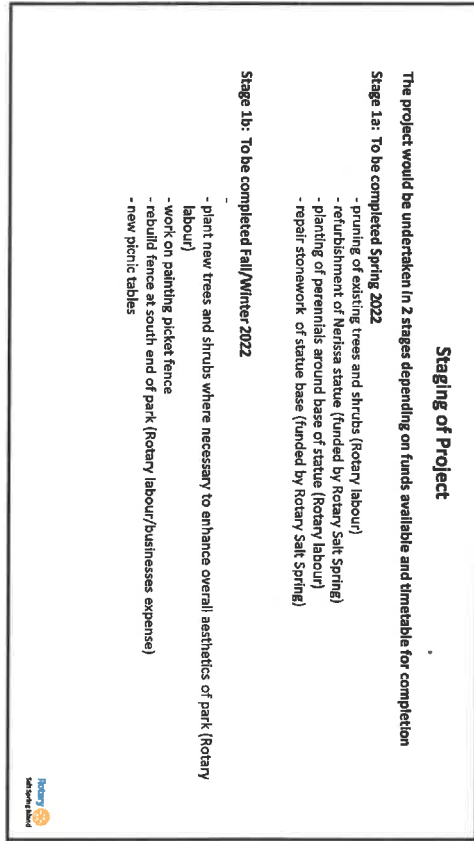 Staging of Project
The project would be undertaken in 2 stages depending on funds available and timetable for completion
Stage 1a: To be completed Spring 2022
- pruning of existing trees and shrubs (Rotary labour)
- refurbishment of Nerissa statue (funded by Rotary Salt Spring)
- planting of perennials around base of statue (Rotary labour)
- repair stonework of statue base (funded by Rotary Salt Spring)
Stage 1b: To be completed Fall/Winter 2022
-
- plant new trees and shrubs where necessary to enhance overall aesthetics of park (Rotary
labour)
- work on painting picket fence
- rebuild fence at south end of park (Rotary labour/businesses expense)
- new picnic tables
Rotary
Salt Spring Island